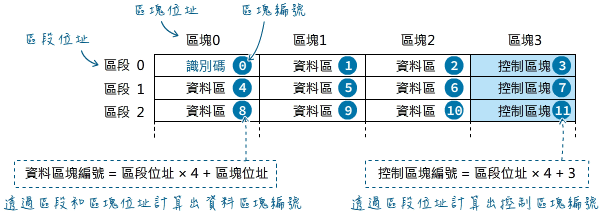 區塊位址 區塊編號
區段位址 區塊0 區塊1 區塊2 區塊3
區段 0 識別碼 0 資料區 1 資料區 2 控制區塊 3
區段 1 資料區 4 資料區 5 資料區 6 控制區塊 7
區段 2 資料區 8 資料區 9 資料區 10 控制區塊 11
資料區塊編號 = 區段位址 × 4 + 區塊位址 控制區塊編號 = 區段位址 × 4 + 3
透過區段和區塊位址計算出資料區塊編號 透過區段位址計算出控制區塊編號